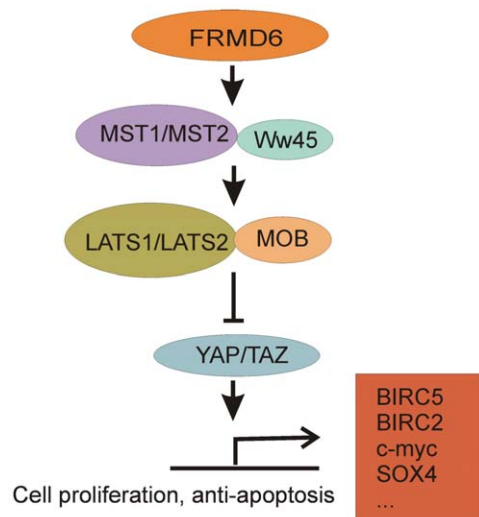 FRMD6
MST1/MST2
Ww45
LATS1/LATS2
MOB
YAP/TAZ
BIRC5
BIRC2
c-myc
SOX4
...
Cell proliferation, anti-apoptosis